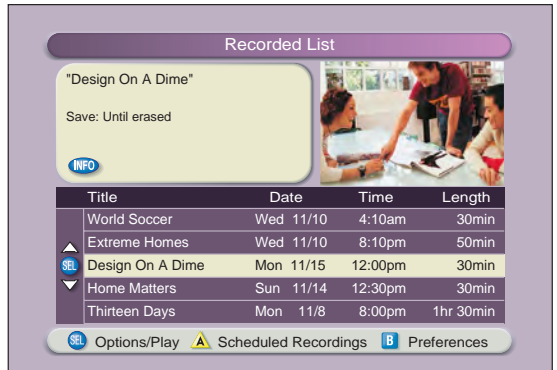 Recorded List
"Design On A Dime"
Save: Until erased
INFO
Title Date Time Length
World Soccer Wed 11/10 4:10am 30min
Extreme Homes Wed 11/10 8:10pm 50min
SEL Design On A Dime Mon 11/15 12:00pm 30min
Home Matters Sun 11/14 12:30pm 30min
Thirteen Days Mon 11/8 8:00pm 1hr 30min
SEL Options/Play A Scheduled Recordings B Preferences